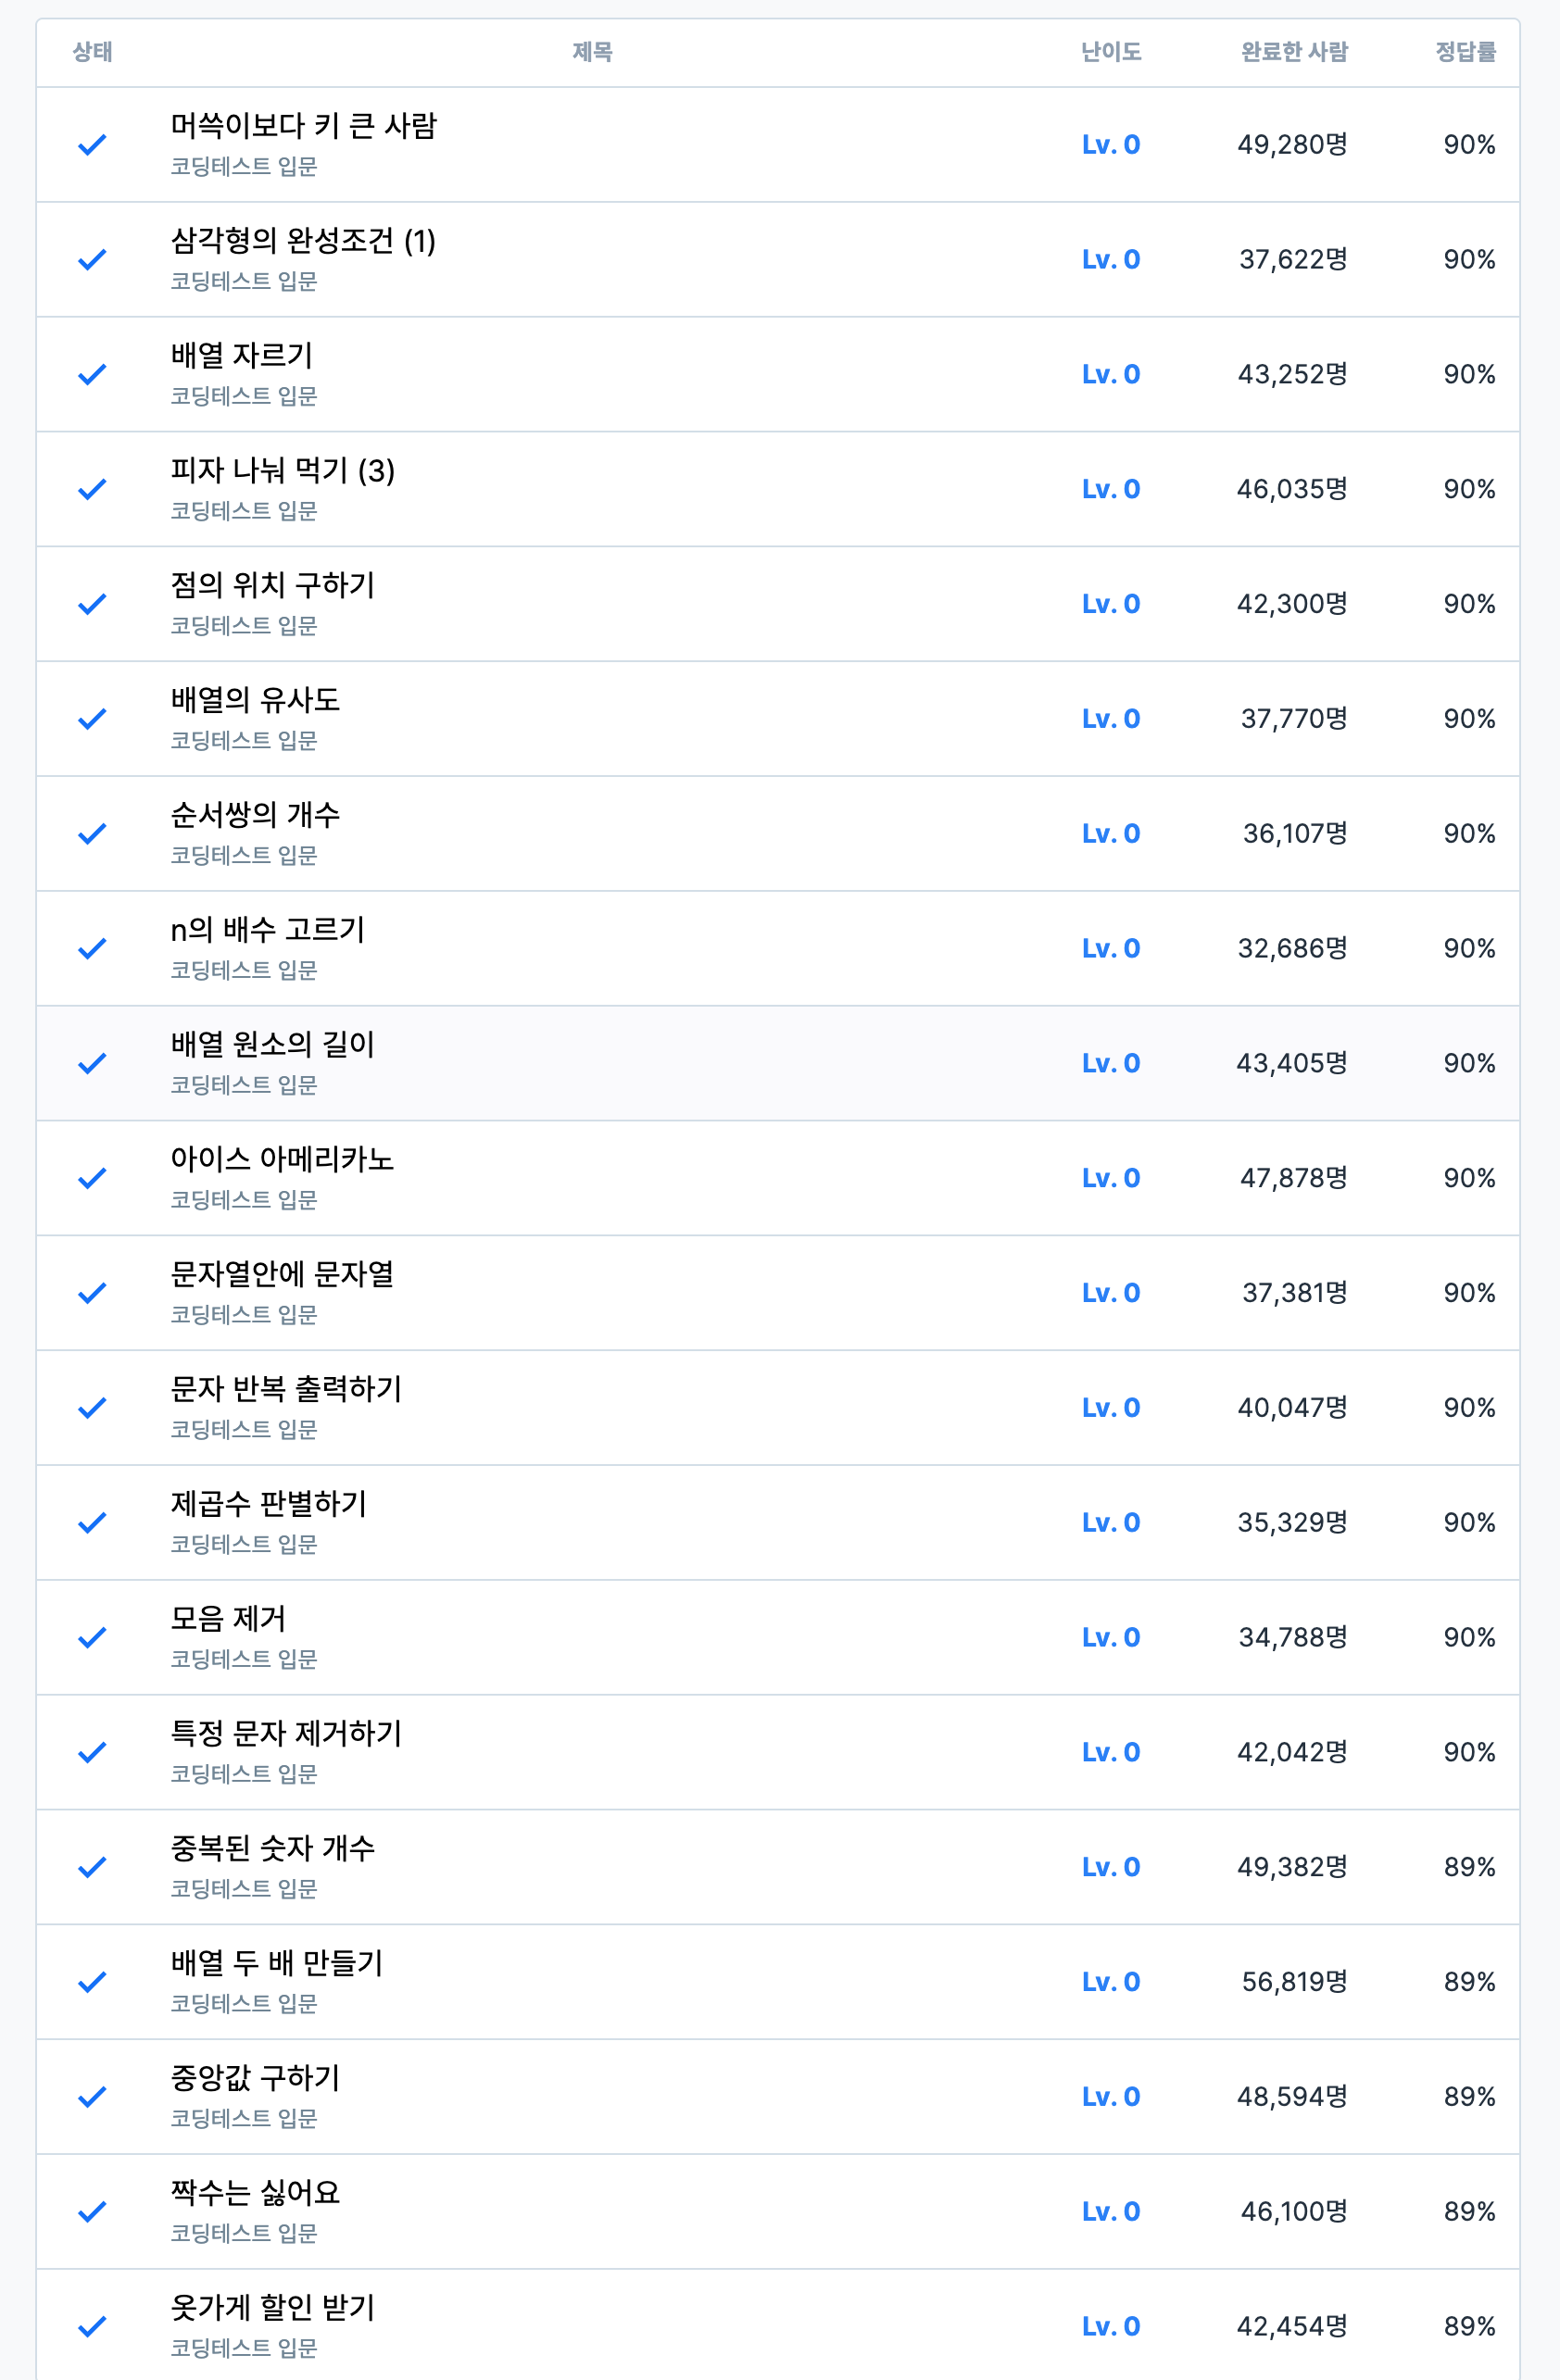 상태 제목 난이도 완료한 사람 정답률
머쓱이보다 키 큰 사람
코딩테스트 입문
Lv. 0 49,280명 90%
삼각형의 완성조건 (1)
코딩테스트 입문
Lv. 0 37,622명 90%
배열 자르기
코딩테스트 입문
Lv. 0 43,252명 90%
피자 나눠 먹기 (3)
코딩테스트 입문
Lv. 0 46,035명 90%
점의 위치 구하기
코딩테스트 입문
Lv. 0 42,300명 90%
배열의 유사도
코딩테스트 입문
Lv. 0 37,770명 90%
순서쌍의 개수
코딩테스트 입문
Lv. 0 36,107명 90%
n의 배수 고르기
코딩테스트 입문
Lv. 0 32,686명 90%
배열 원소의 길이
코딩테스트 입문
Lv. 0 43,405명 90%
아이스 아메리카노
코딩테스트 입문
Lv. 0 47,878명 90%
문자열안에 문자열
코딩테스트 입문
Lv. 0 37,381명 90%
문자 반복 출력하기
코딩테스트 입문
Lv. 0 40,047명 90%
제곱수 판별하기
코딩테스트 입문
Lv. 0 35,329명 90%
모음 제거
코딩테스트 입문
Lv. 0 34,788명 90%
특정 문자 제거하기
코딩테스트 입문
Lv. 0 42,042명 90%
중복된 숫자 개수
코딩테스트 입문
Lv. 0 49,382명 89%
배열 두 배 만들기
코딩테스트 입문
Lv. 0 56,819명 89%
중앙값 구하기
코딩테스트 입문
Lv. 0 48,594명 89%
짝수는 싫어요
코딩테스트 입문
Lv. 0 46,100명 89%
옷가게 할인 받기
코딩테스트 입문
Lv. 0 42,454명 89%